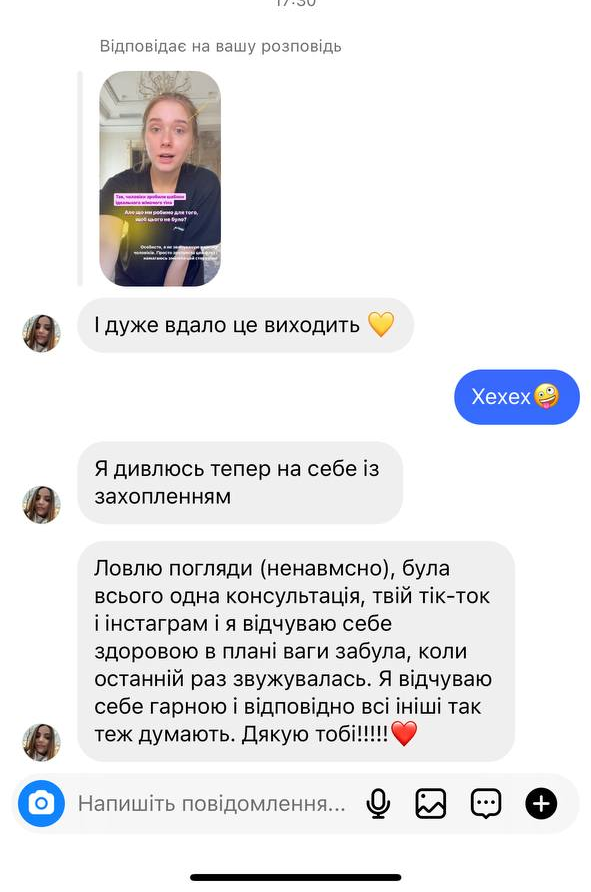 17:30
Відповідає на вашу розповідь
Так, чоловіки зробили шаблон
ідеального жіночого тіла
Але що ми робимо для того,
щоб цього не було?
Особисто, я не
чоловіків. Просто
І дуже вдало це виходить 💛
Хехех🤪
Я дивлюсь тепер на себе із
захопленням
Ловлю погляди (ненавмсно), була
всього одна консультація, твій тік-ток
і інстаграм і я відчуваю себе
здоровою в плані ваги забула, коли
останній раз звужувалась. Я відчуваю
себе гарною і відповідно всі ініші так
теж думають. Дякую тобі!!!!!❤️
Напишіть повідомлення...